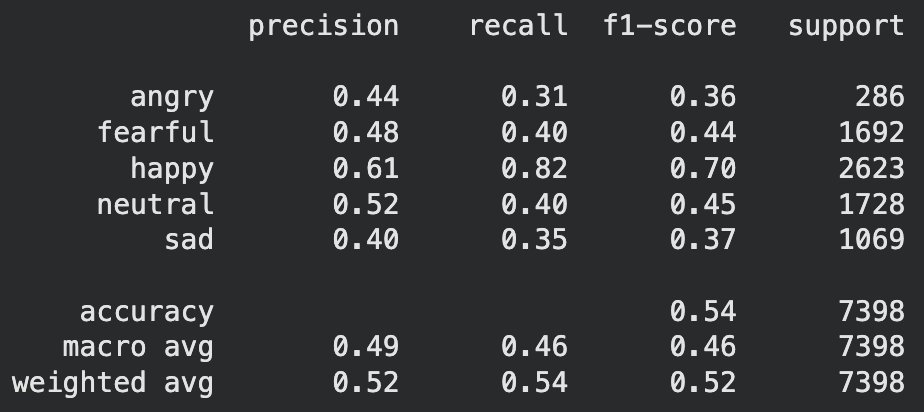 precision recall f1-score support
angry 0.44 0.31 0.36 286
fearful 0.48 0.40 0.44 1692
happy 0.61 0.82 0.70 2623
neutral 0.52 0.40 0.45 1728
sad 0.40 0.35 0.37 1069
accuracy 0.54 7398
macro avg 0.49 0.46 0.46 7398
weighted avg 0.52 0.54 0.52 7398